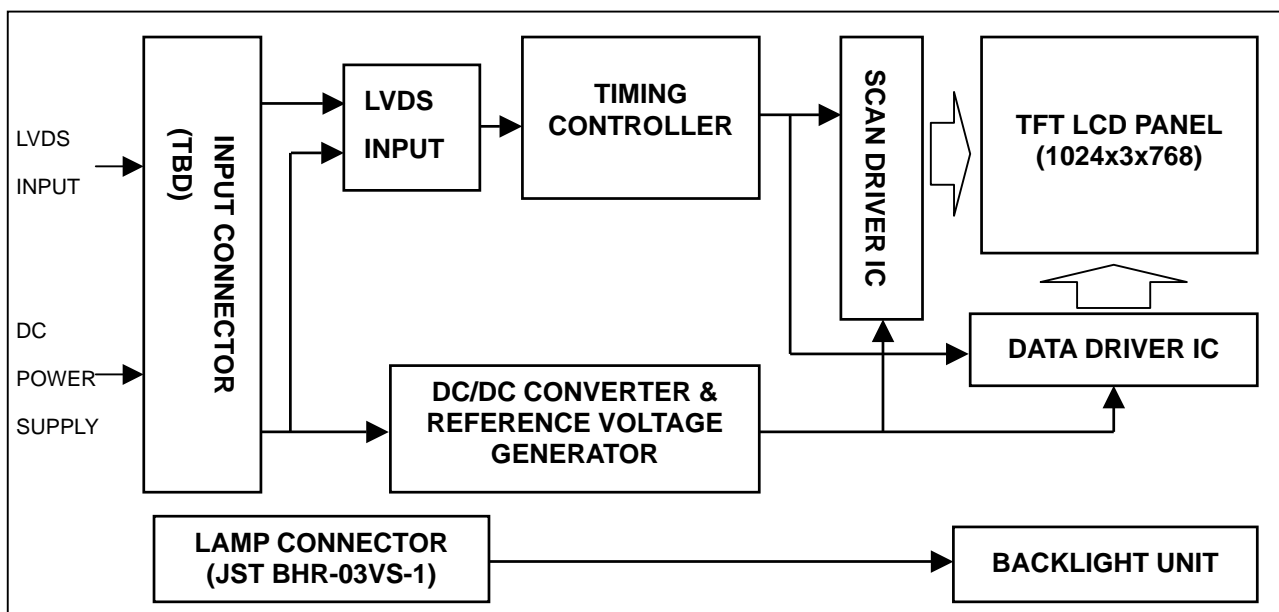 LVDS
INPUT
DC
POWER
SUPPLY
INPUT CONNECTOR
(TBD)
LVDS
INPUT
TIMING
CONTROLLER
SCAN DRIVER IC
TFT LCD PANEL
(1024x3x768)
DATA DRIVER IC
DC/DC CONVERTER &
REFERENCE VOLTAGE
GENERATOR
LAMP CONNECTOR
(JST BHR-03VS-1)
BACKLIGHT UNIT